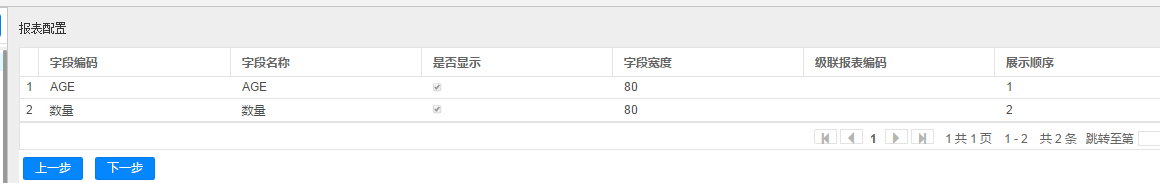 报表配置
字段编码 字段名称 是否显示 字段宽度 级联报表编码 展示顺序
1 AGE AGE 80 1
2 数量 数量 80 2
1 1 共 1 页 1 - 2 共 2 条 跳转至第
上一步 下一步